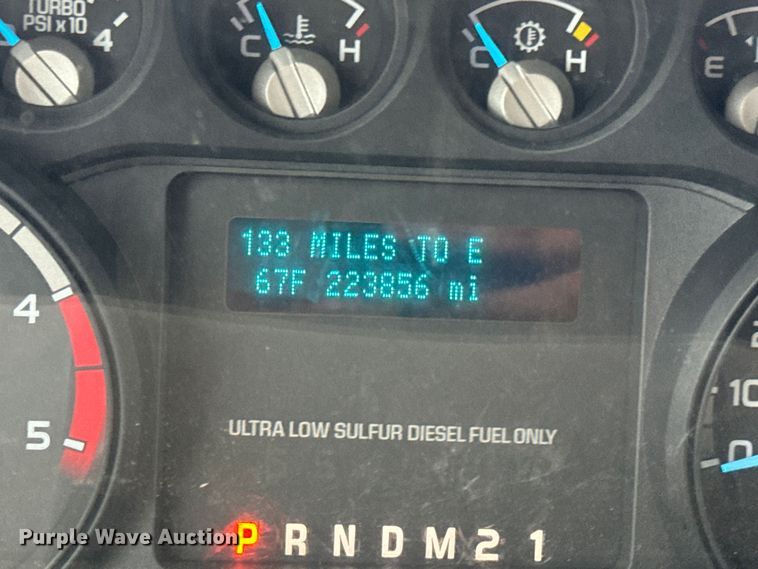 TURBO
PSI x 10
4
C H
C H
E
133 MILES TO E
67F 223856 mi
4
5
10
0
ULTRA LOW SULFUR DIESEL FUEL ONLY
P R N D M 2 1
Purple Wave Auction